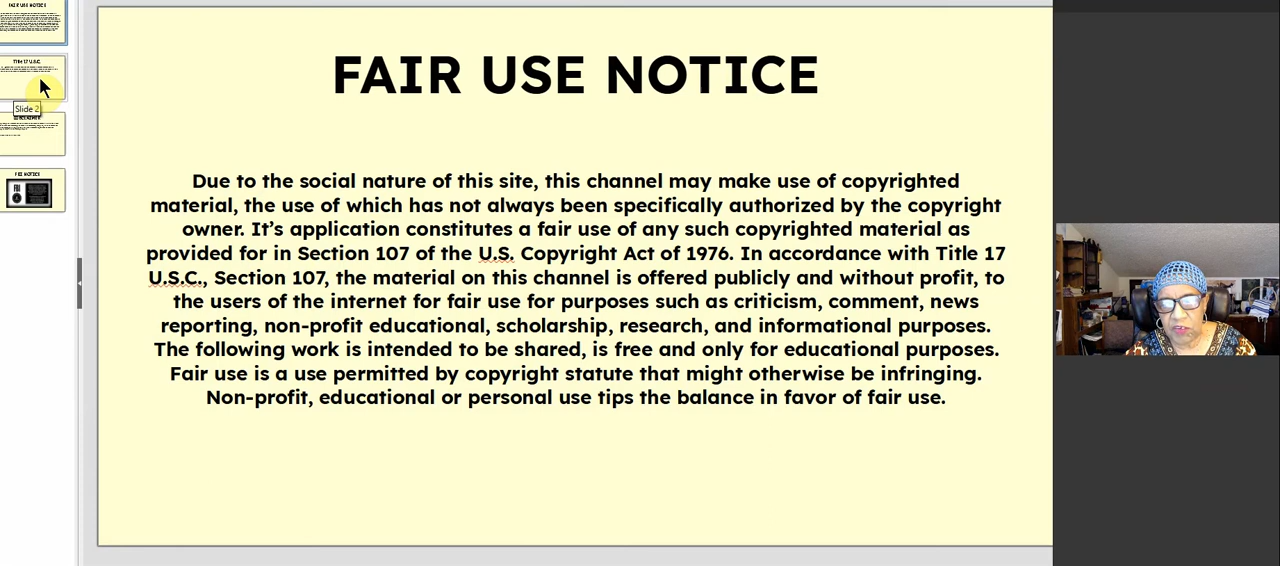 FAIR USE NOTICE
Title 17 U.S.C.
Slide 2
DISCLAIMER
FBI NOTICE
FAIR USE NOTICE
Due to the social nature of this site, this channel may make use of copyrighted
material, the use of which has not always been specifically authorized by the copyright
owner. It’s application constitutes a fair use of any such copyrighted material as
provided for in Section 107 of the U.S. Copyright Act of 1976. In accordance with Title 17
U.S.C., Section 107, the material on this channel is offered publicly and without profit, to
the users of the internet for fair use for purposes such as criticism, comment, news
reporting, non-profit educational, scholarship, research, and informational purposes.
The following work is intended to be shared, is free and only for educational purposes.
Fair use is a use permitted by copyright statute that might otherwise be infringing.
Non-profit, educational or personal use tips the balance in favor of fair use.